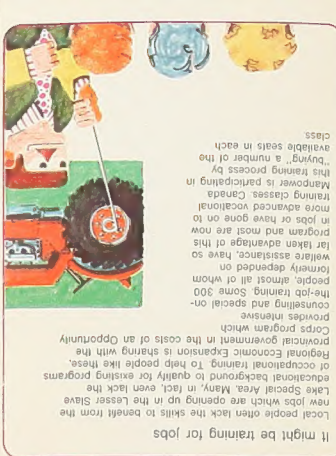 It might be training for jobs
Local people often lack the skills to benefit from the
new jobs which are opening up in the Lesser Slave
Lake Special Area. Many, in fact, even lack the
educational background to qualify for existing programs
of occupational training. To help people like these,
Regional Economic Expansion is sharing with the
provincial government in the costs of an Opportunity
Corps program which
provides intensive
counselling and special on-
the-job training. Some 300
people, almost all of whom
formerly depended on
welfare assistance, have so
far taken advantage of this
program and most are now
in jobs or have gone on to
more advanced vocational
training classes. Canada
Manpower is participating in
this training process by
"buying" a number of the
available seats in each
class.